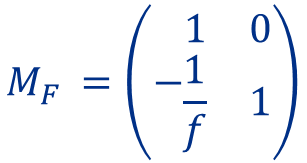 M_F = ( 1 0
-1/f 1 )